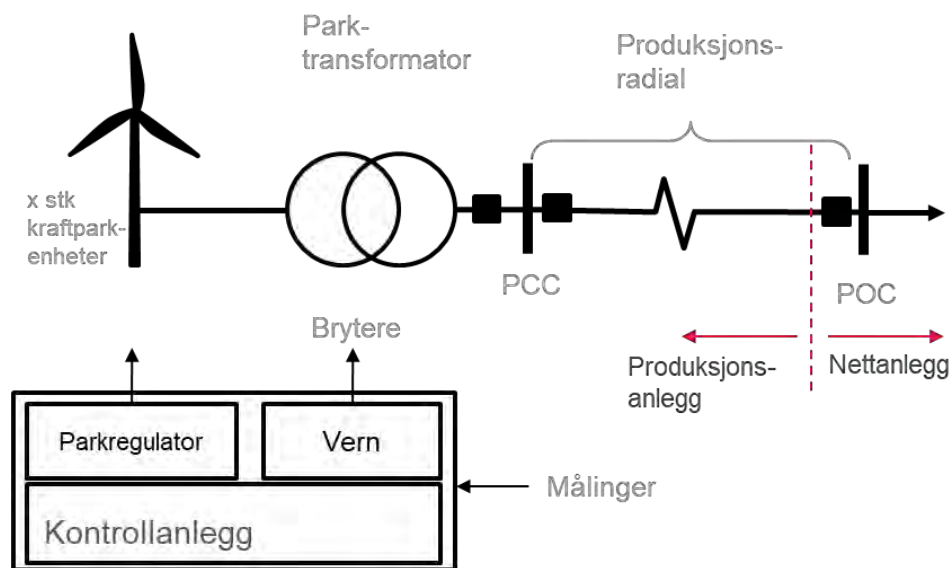 Park-
transformator
Produksjons-
radial
x stk
kraftpark-
enheter
PCC
POC
Brytere
Produksjons-
anlegg
Nettanlegg
Parkregulator
Vern
Målinger
Kontrollanlegg